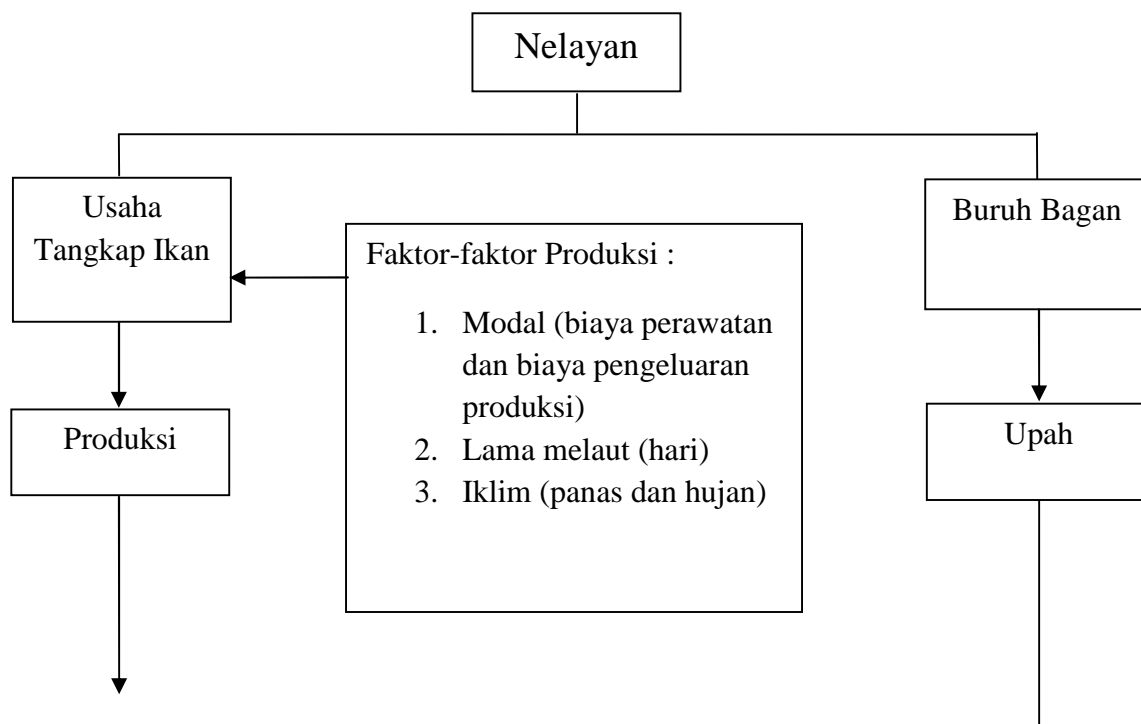 Nelayan
Usaha
Tangkap Ikan
Buruh Bagan
Faktor-faktor Produksi :
1. Modal (biaya perawatan
dan biaya pengeluaran
produksi)
2. Lama melaut (hari)
3. Iklim (panas dan hujan)
Produksi
Upah